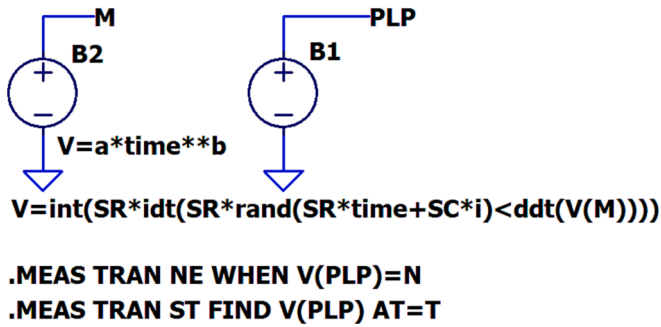 M
PLP
B2
B1
V=a*time**b
V=int(SR*idt(SR*rand(SR*time+SC*i)<ddt(V(M))))
.MEAS TRAN NE WHEN V(PLP)=N
.MEAS TRAN ST FIND V(PLP) AT=T